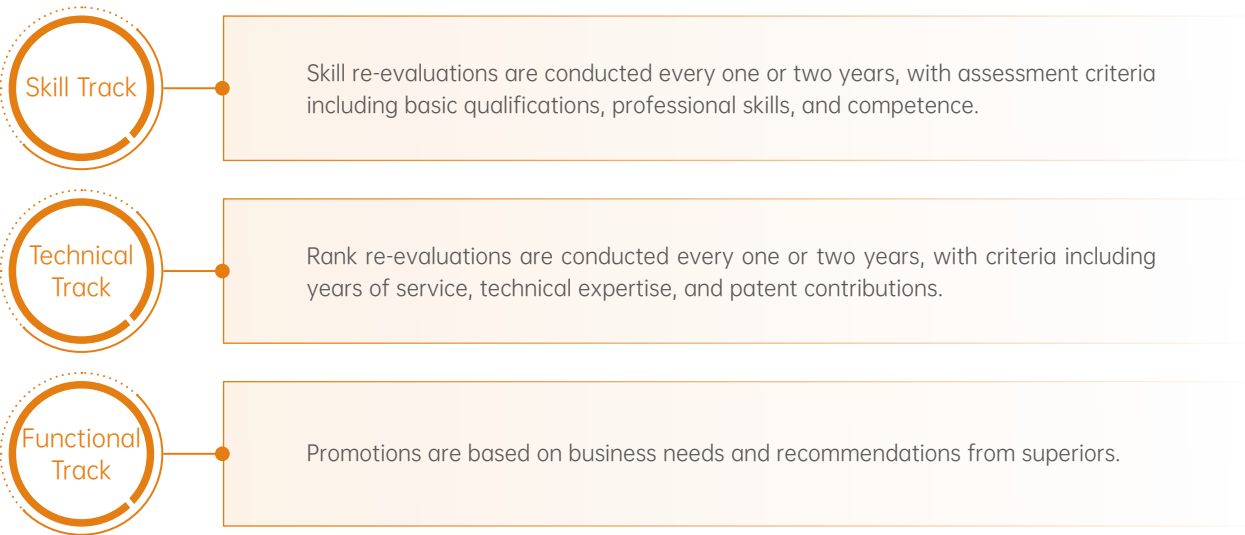 Skill Track
Skill re-evaluations are conducted every one or two years, with assessment criteria
including basic qualifications, professional skills, and competence.
Technical
Track
Rank re-evaluations are conducted every one or two years, with criteria including
years of service, technical expertise, and patent contributions.
Functional
Track
Promotions are based on business needs and recommendations from superiors.